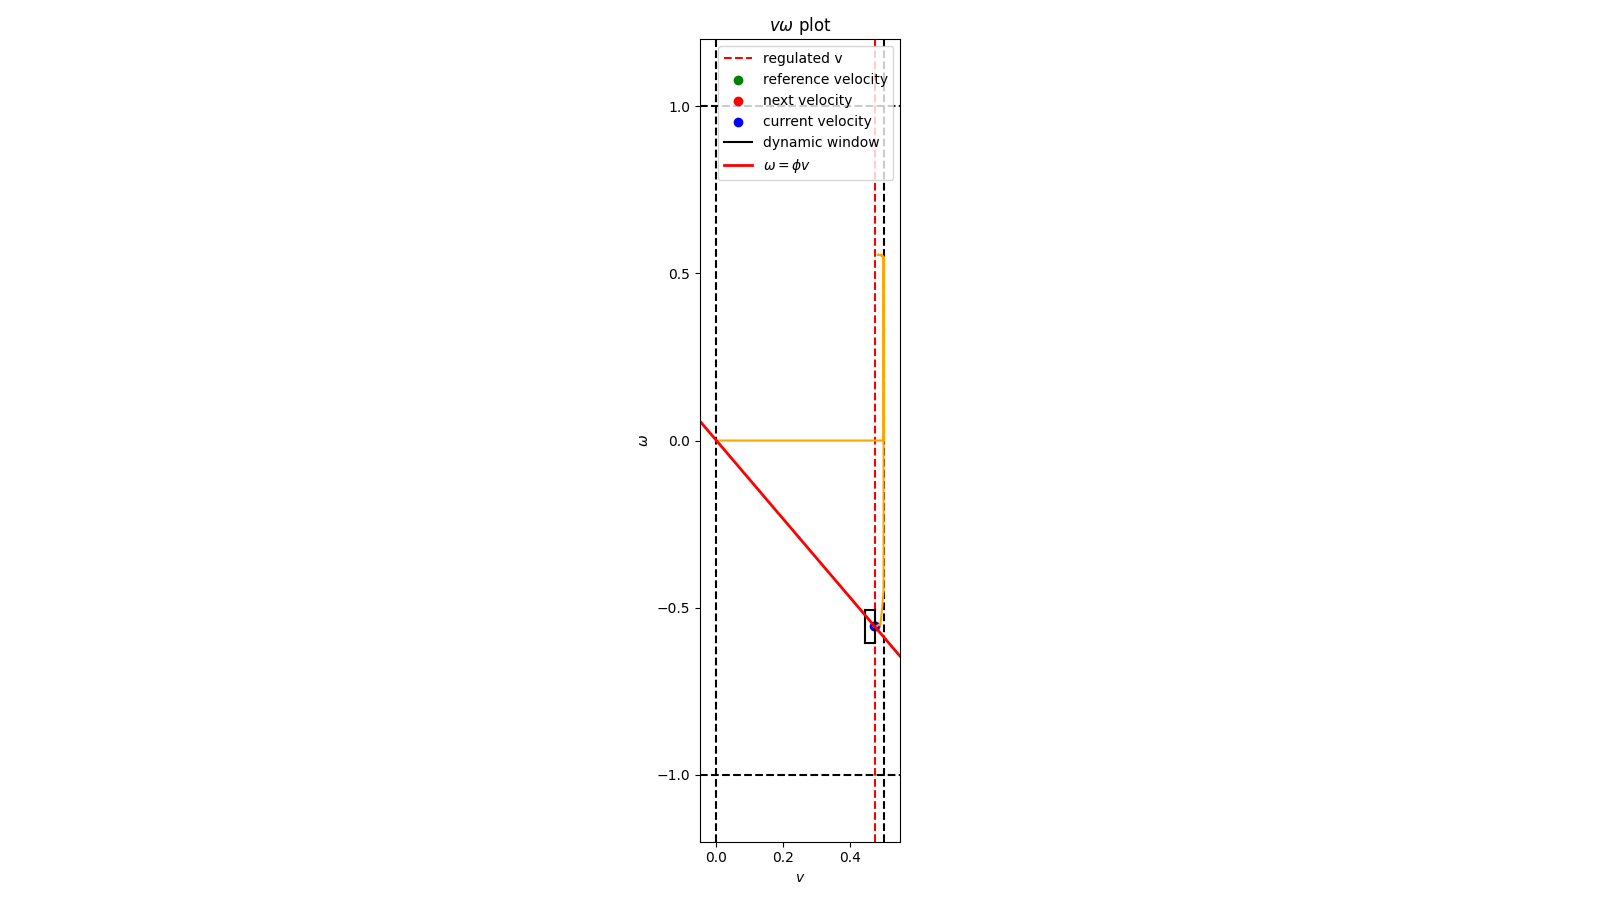 vω plot
regulated v
reference velocity
next velocity
current velocity
dynamic window
ω = ϕv
1.0
0.5
0.0
−0.5
−1.0
ω
0.0 0.2 0.4
v